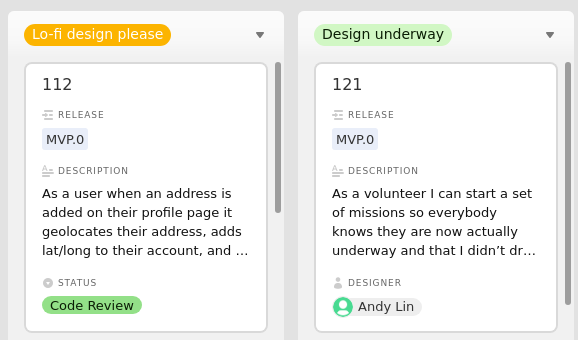 Lo-fi design please
112
RELEASE
MVP.0
DESCRIPTION
As a user when an address is
added on their profile page it
geolocates their address, adds
lat/long to their account, and ...
STATUS
Code Review
Design underway
121
RELEASE
MVP.0
DESCRIPTION
As a volunteer I can start a set
of missions so everybody
knows they are now actually
underway and that I didn’t dr...
DESIGNER
Andy Lin